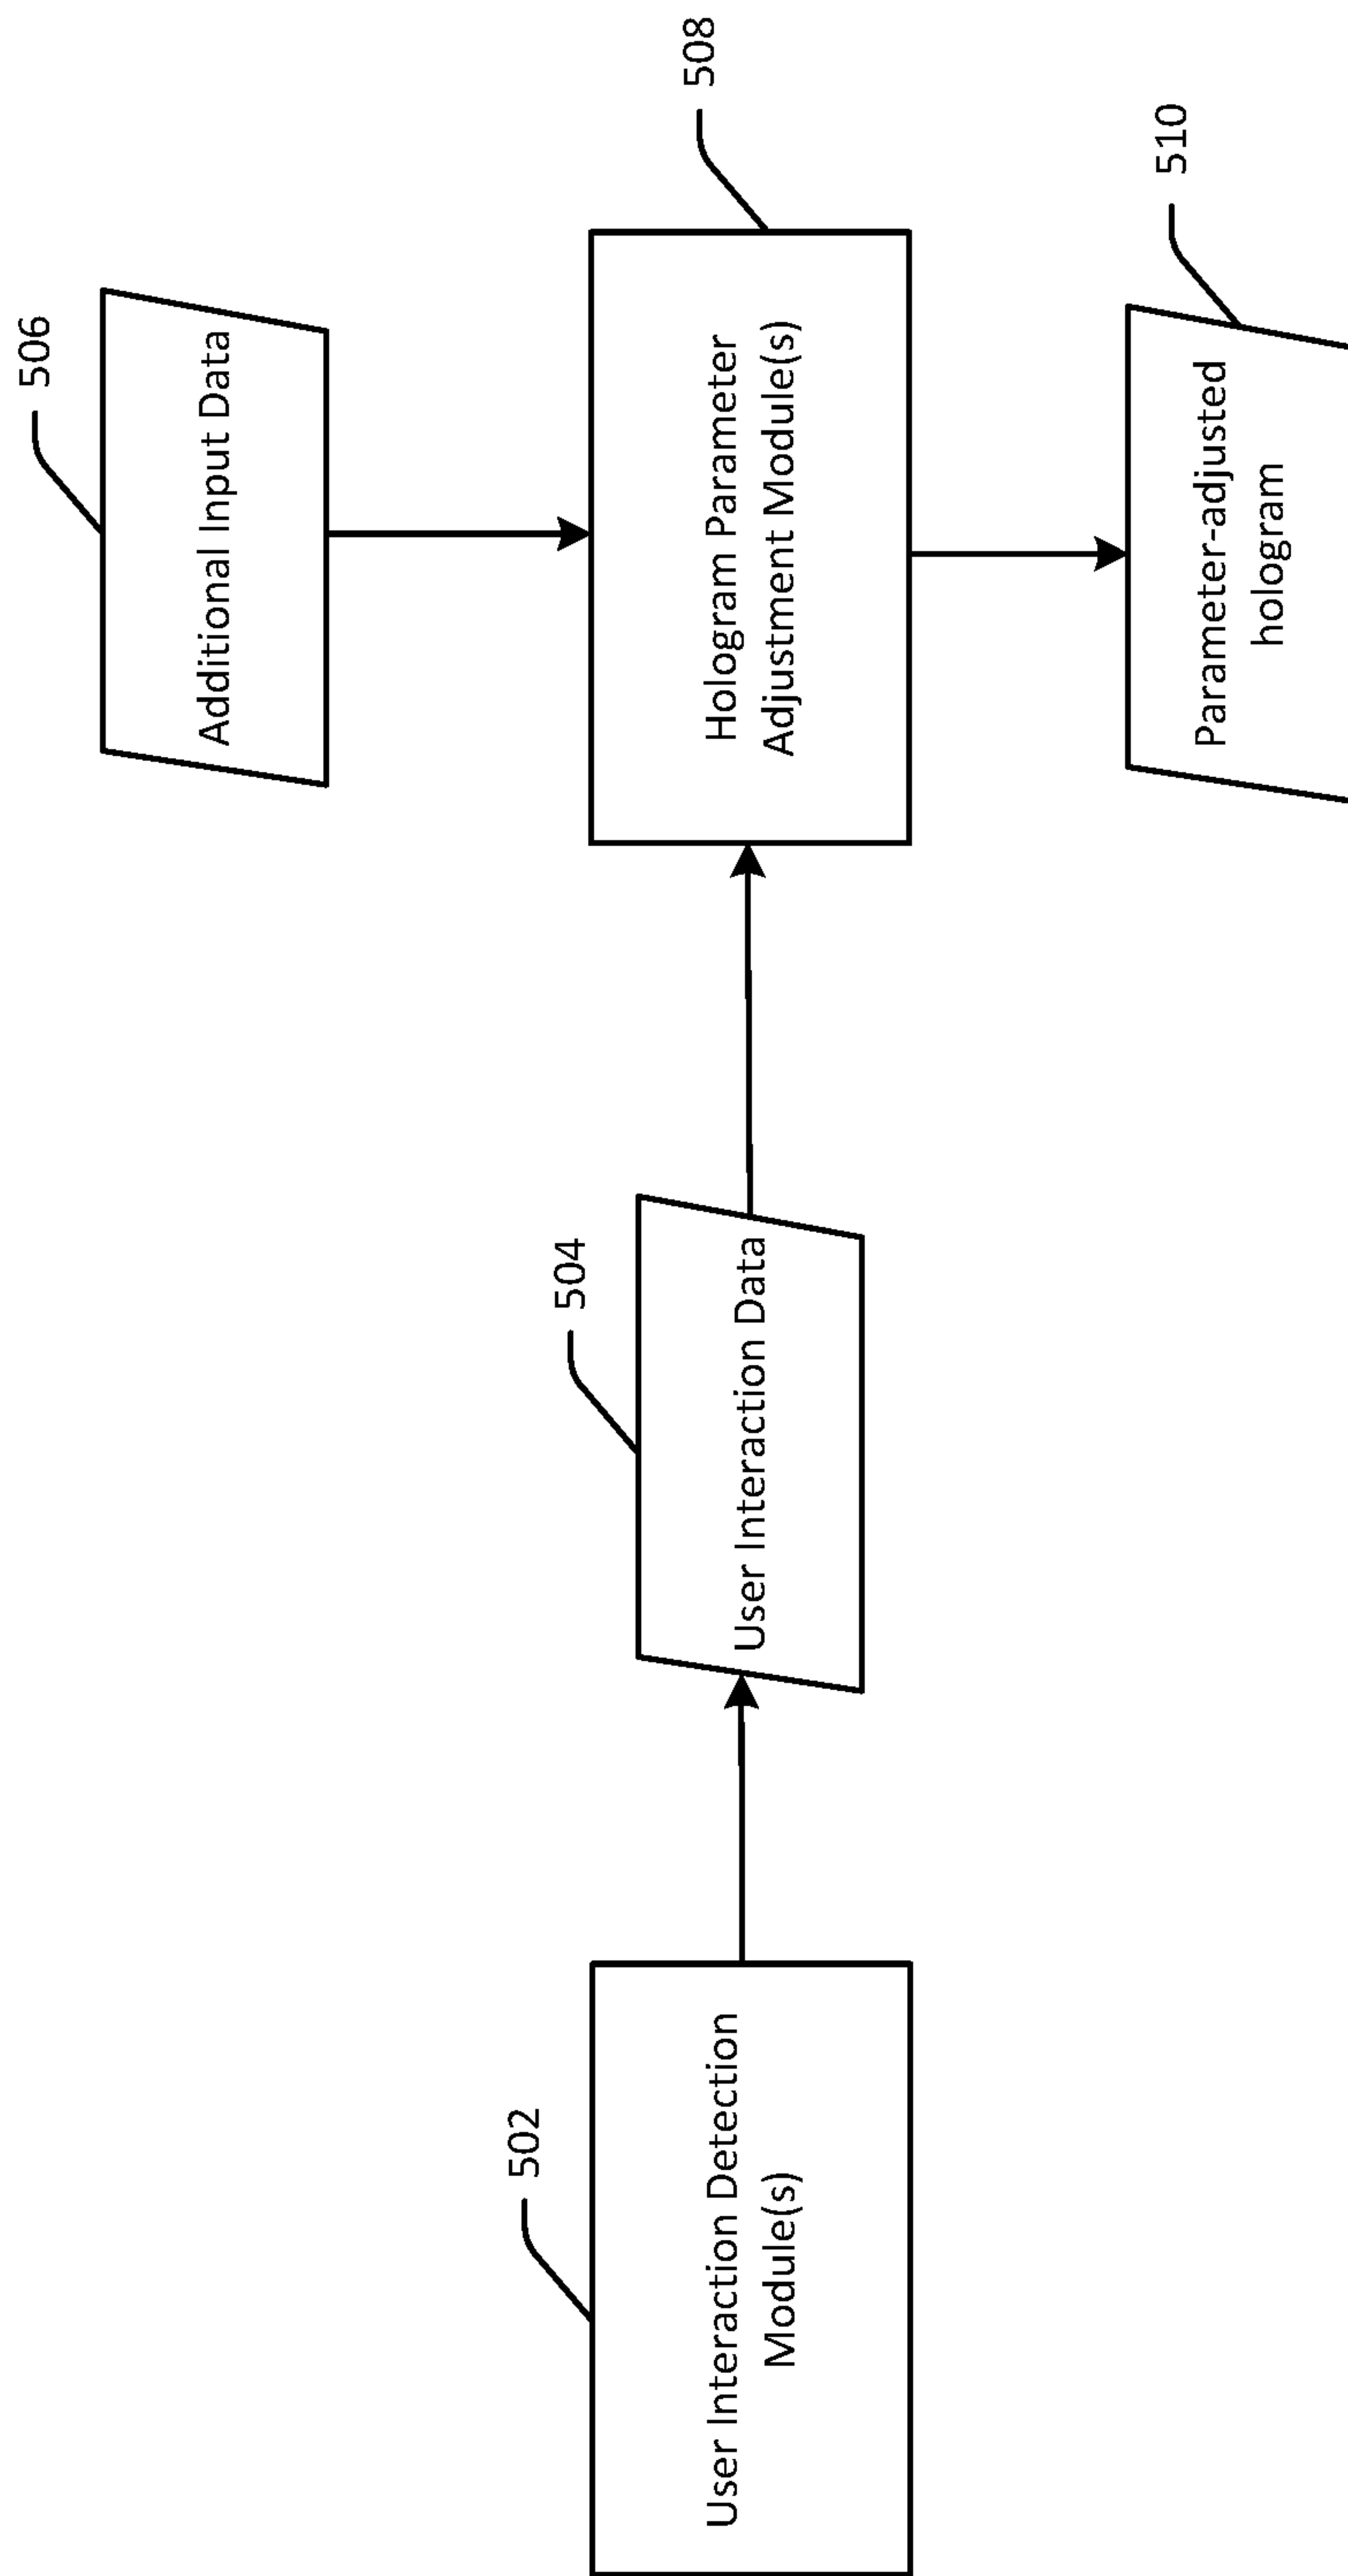 506
Additional Input Data
502
User Interaction Detection
Module(s)
504
User Interaction Data
508
Hologram Parameter
Adjustment Module(s)
510
Parameter-adjusted
hologram